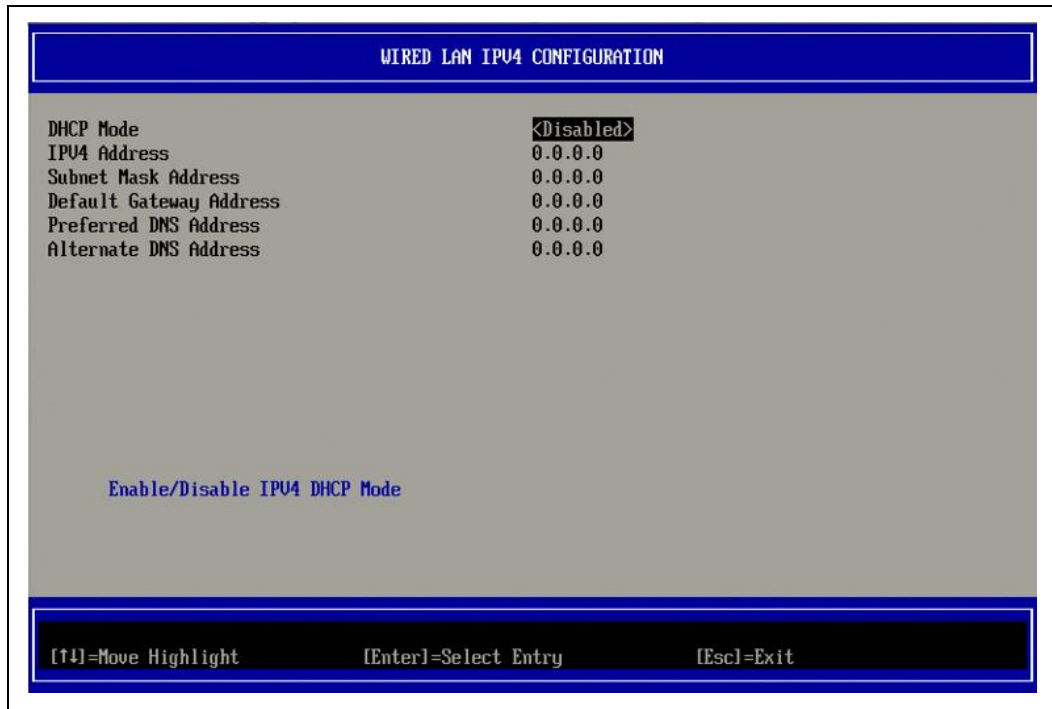 WIRED LAN IPV4 CONFIGURATION
DHCP Mode <Disabled>
IPV4 Address 0.0.0.0
Subnet Mask Address 0.0.0.0
Default Gateway Address 0.0.0.0
Preferred DNS Address 0.0.0.0
Alternate DNS Address 0.0.0.0
Enable/Disable IPV4 DHCP Mode
[↑↓]=Move Highlight [Enter]=Select Entry [Esc]=Exit